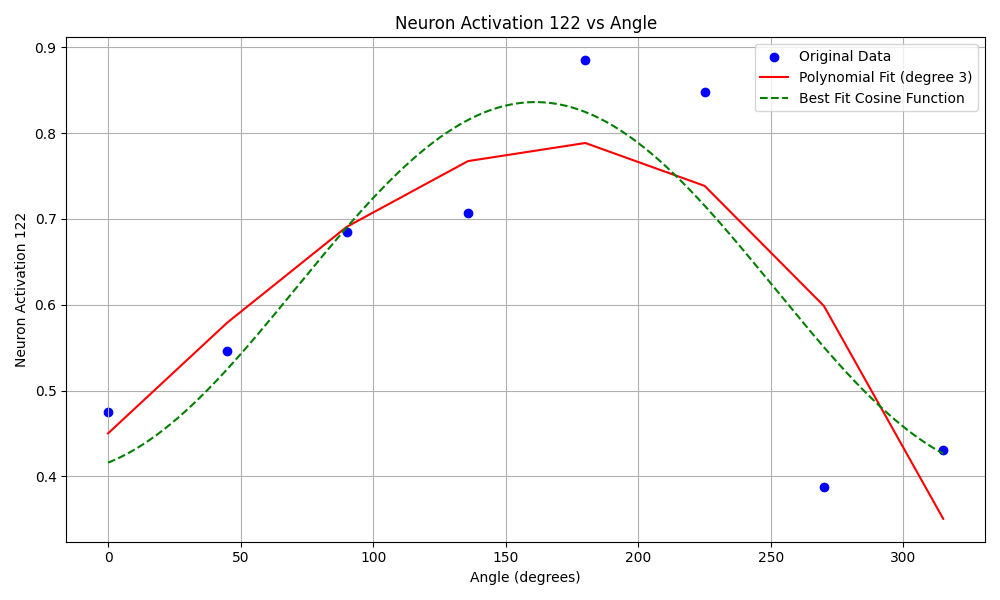 Neuron Activation 122 vs Angle
Original Data
Polynomial Fit (degree 3)
Best Fit Cosine Function
Neuron Activation 122
0.9
0.8
0.7
0.6
0.5
0.4
0 50 100 150 200 250 300
Angle (degrees)